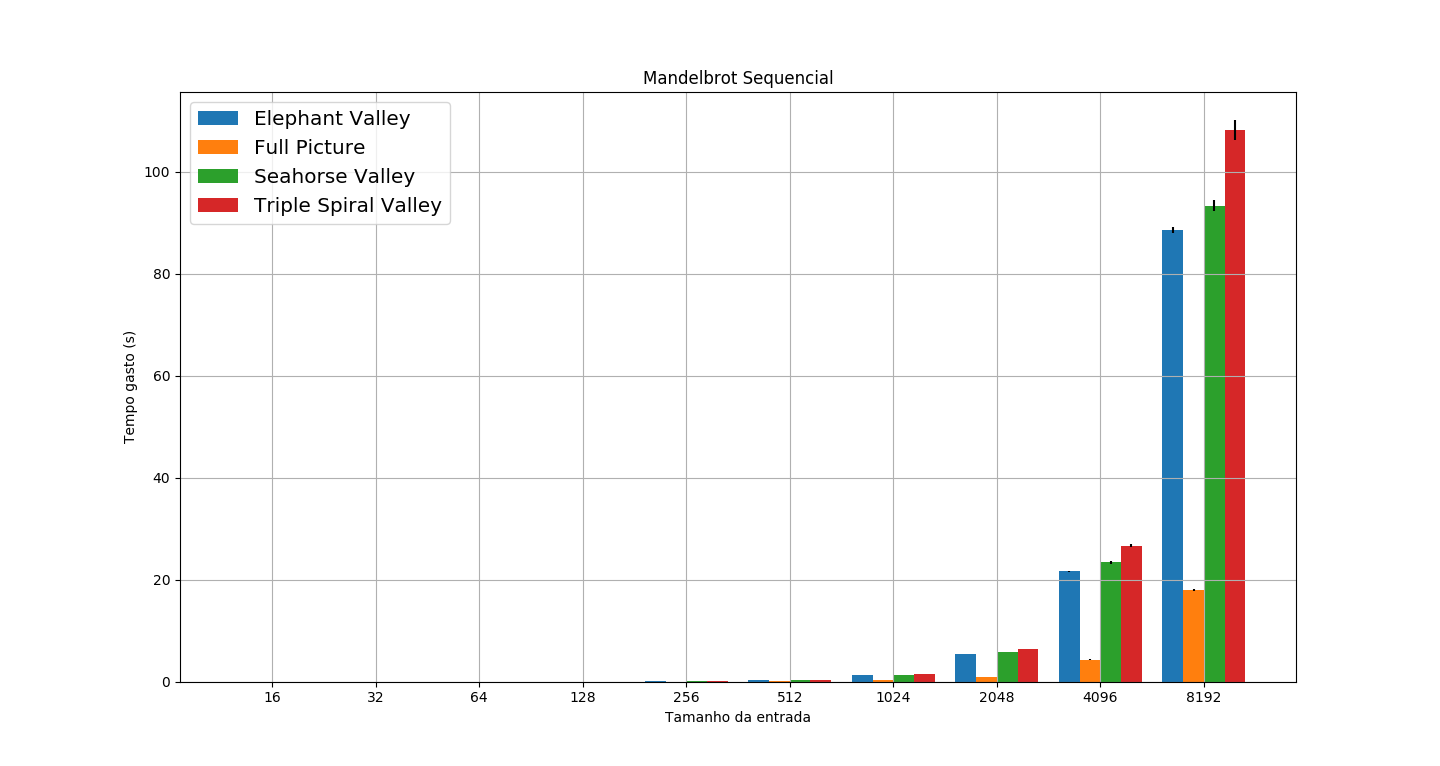 Mandelbrot Sequencial
Elephant Valley
Full Picture
Seahorse Valley
Triple Spiral Valley
100
80
60
40
20
0
Tempo gasto (s)
16 32 64 128 256 512 1024 2048 4096 8192
Tamanho da entrada